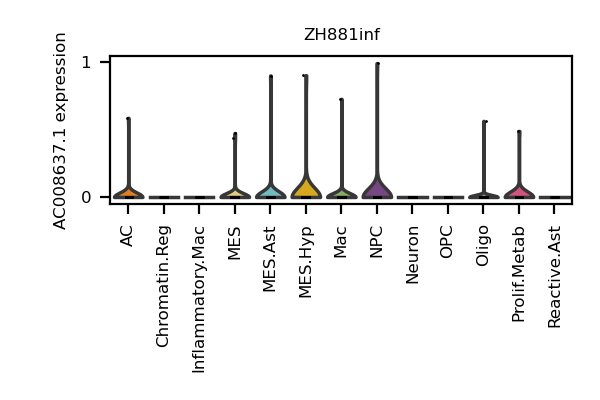 ZH881inf
AC008637.1 expression
1
0
AC
Chromatin.Reg
Inflammatory.Mac
MES
MES.Ast
MES.Hyp
Mac
NPC
Neuron
OPC
Oligo
Prolif.Metab
Reactive.Ast